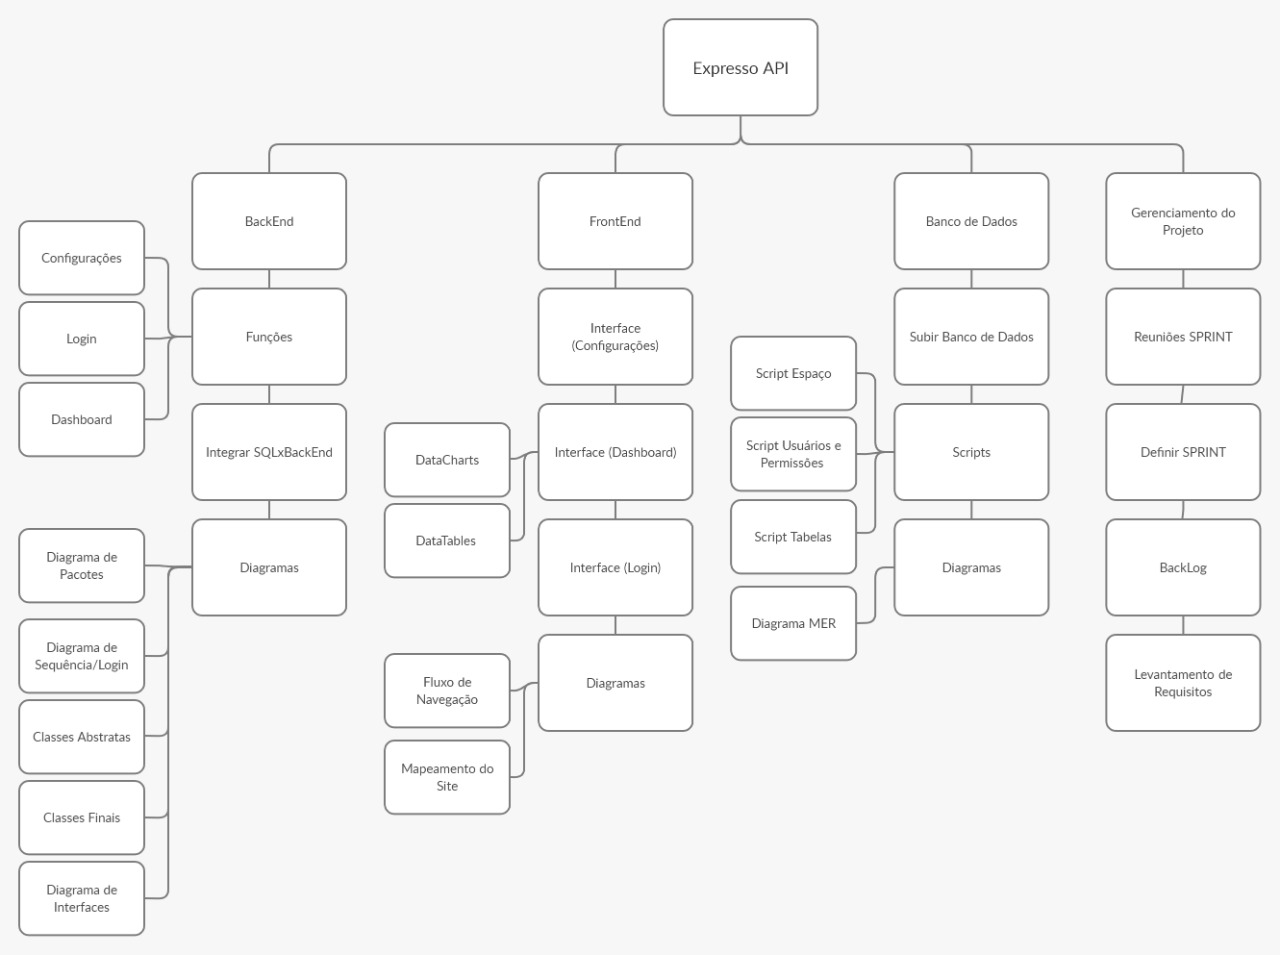 Expresso API
BackEnd
Configurações
Login
Dashboard
Funções
Integrar SQLxBackEnd
Diagramas
Diagrama de
Pacotes
Diagrama de
Sequência/Login
Classes Abstratas
Classes Finais
Diagrama de
Interfaces
FrontEnd
Interface
(Configurações)
DataCharts
DataTables
Interface (Dashboard)
Interface (Login)
Diagramas
Fluxo de
Navegação
Mapeamento do
Site
Banco de Dados
Subir Banco de Dados
Script Espaço
Script Usuários e
Permissões
Script Tabelas
Scripts
Diagramas
Diagrama MER
Gerenciamento do
Projeto
Reuniões SPRINT
Definir SPRINT
BackLog
Levantamento de
Requisitos